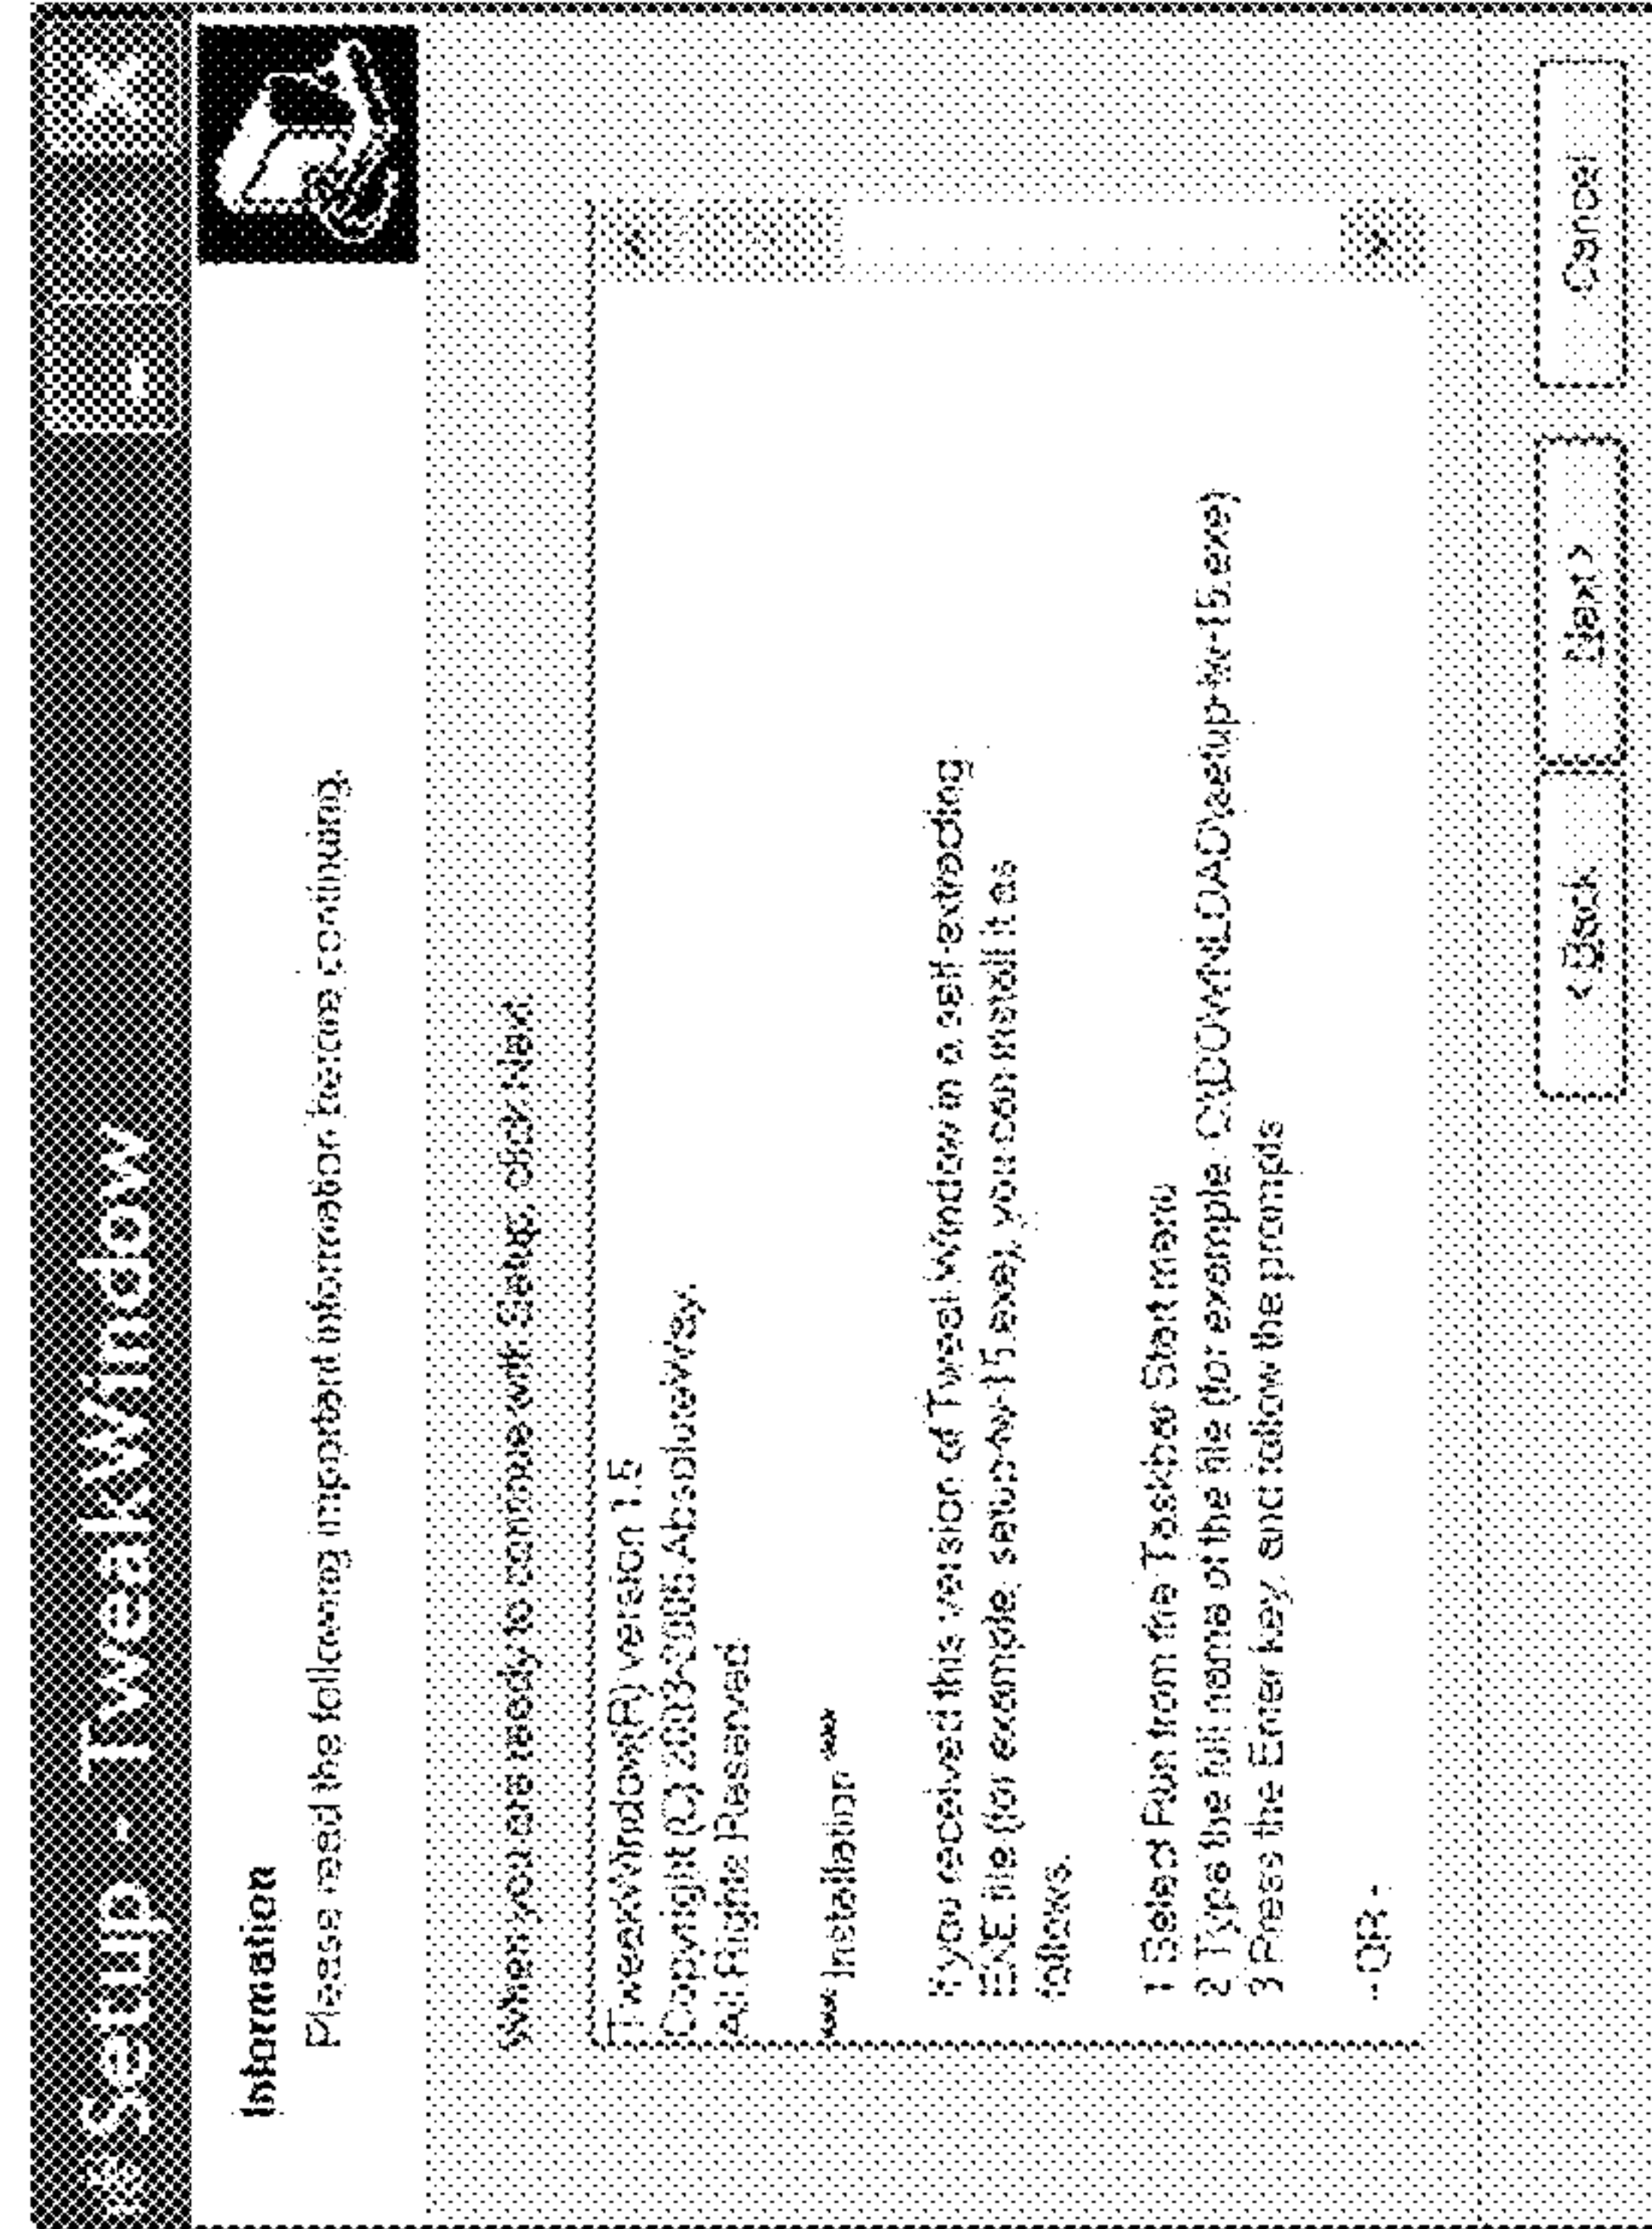 Setup - TweakWindow
Information
Please read the following important information before continuing.
When you are ready to continue with Setup, click Next.
TweakWindow(R) version 1.5
Copyright (C) 2003-2005 AbsoluteWay.
All Rights Reserved
*** Installation ***
If you received this version of TweakWindow in a self-extracting
.EXE file (for example, setup-tw-15.exe), you can install it as
follows.
1 Select Run from the Taskbar Start menu
2 Type the full name of the file (for example C:\DOWNLOAD\setup-tw-15.exe)
3 Press the Enter key, and follow the prompts
- OR -
< Back
Next >
Cancel